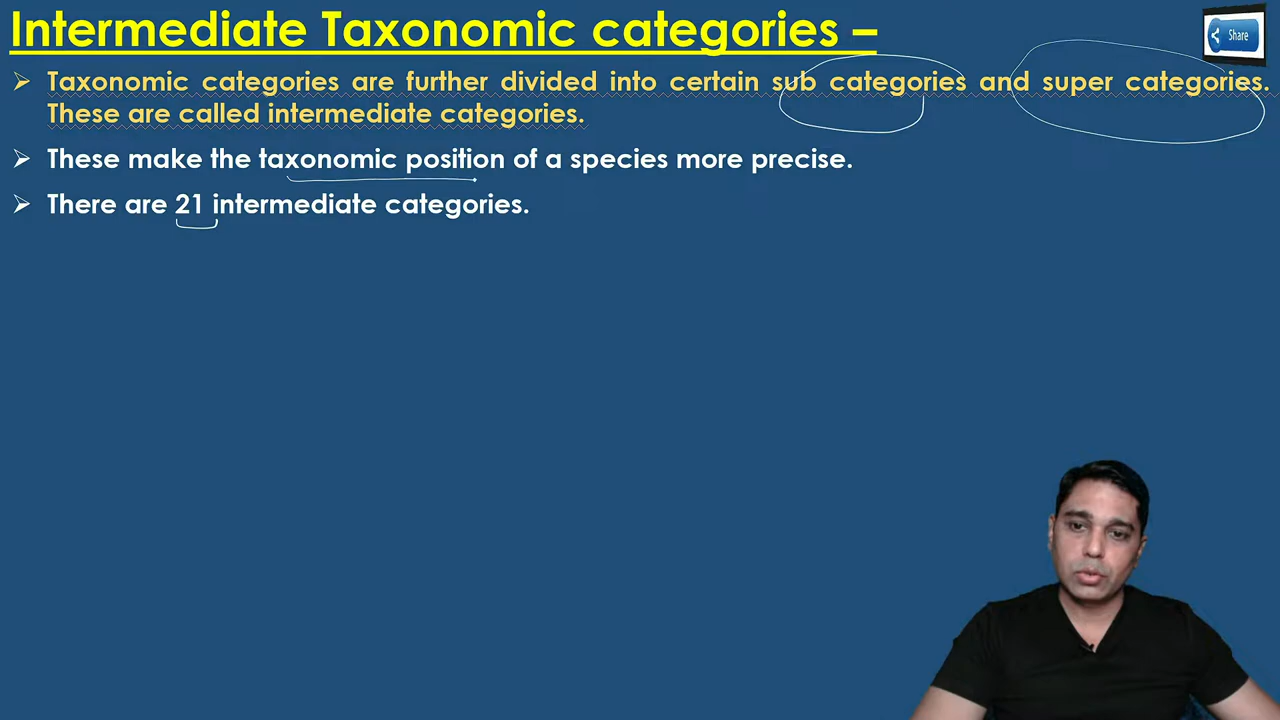 Intermediate Taxonomic categories –
Share
➢ Taxonomic categories are further divided into certain sub categories and super categories.
These are called intermediate categories.
➢ These make the taxonomic position of a species more precise.
➢ There are 21 intermediate categories.